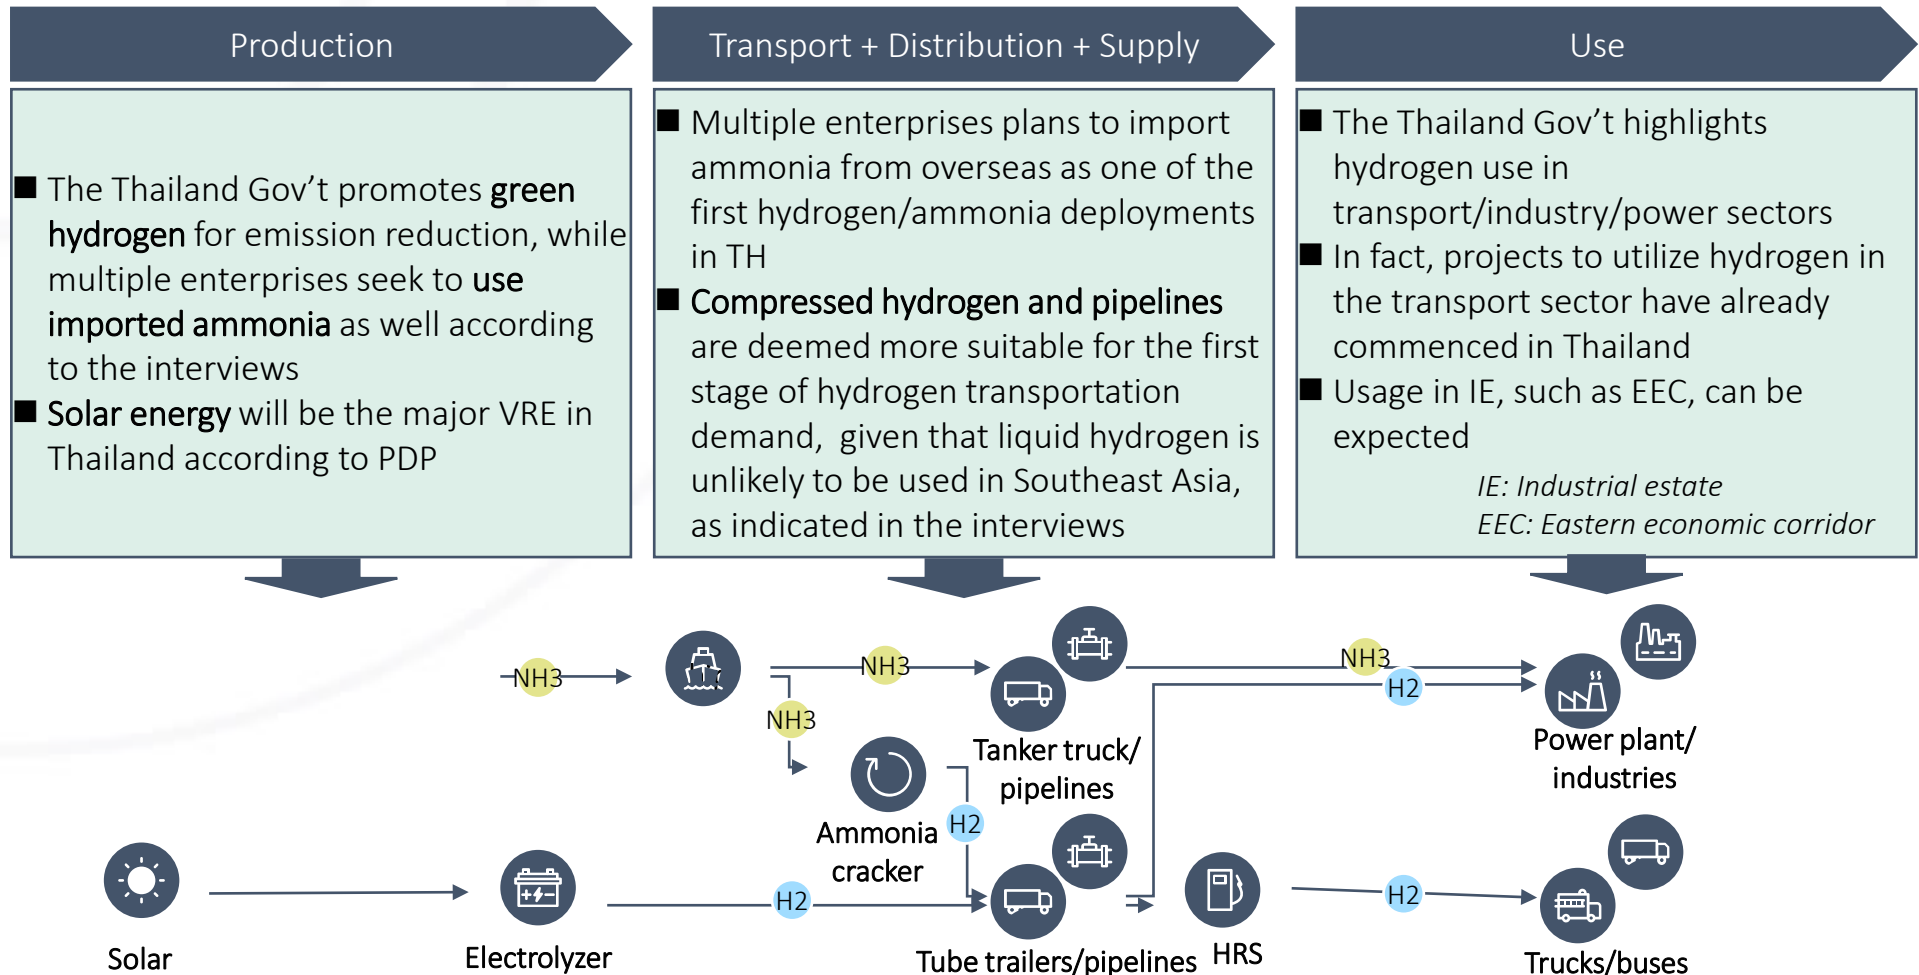 Production
Transport + Distribution + Supply
Use
■ The Thailand Gov’t promotes green
hydrogen for emission reduction, while
multiple enterprises seek to use
imported ammonia as well according
to the interviews
■ Solar energy will be the major VRE in
Thailand according to PDP
■ Multiple enterprises plans to import
ammonia from overseas as one of the
first hydrogen/ammonia deployments
in TH
■ Compressed hydrogen and pipelines
are deemed more suitable for the first
stage of hydrogen transportation
demand, given that liquid hydrogen is
unlikely to be used in Southeast Asia,
as indicated in the interviews
■ The Thailand Gov’t highlights
hydrogen use in
transport/industry/power sectors
■ In fact, projects to utilize hydrogen in
the transport sector have already
commenced in Thailand
■ Usage in IE, such as EEC, can be
expected
IE: Industrial estate
EEC: Eastern economic corridor
NH3
NH3
NH3
NH3
H2
Tanker truck/
pipelines
Power plant/
industries
Ammonia
cracker
H2
H2
H2
Solar
Electrolyzer
Tube trailers/pipelines
HRS
Trucks/buses